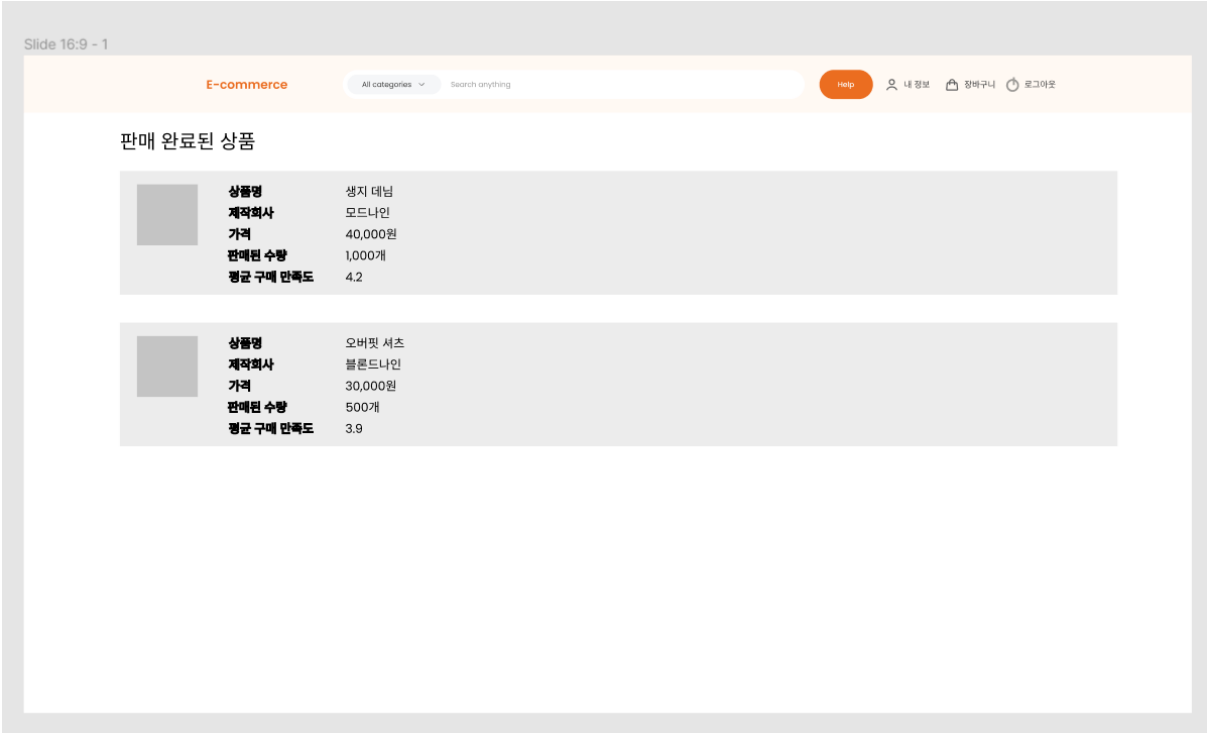 Slide 16:9 - 1
E-commerce All categories Search anything Help 내 정보 장바구니 로그아웃
판매 완료된 상품
상품명 생지 데님
제작회사 모드나인
가격 40,000원
판매된 수량 1,000개
평균 구매 만족도 4.2
상품명 오버핏 셔츠
제작회사 블론드나인
가격 30,000원
판매된 수량 500개
평균 구매 만족도 3.9